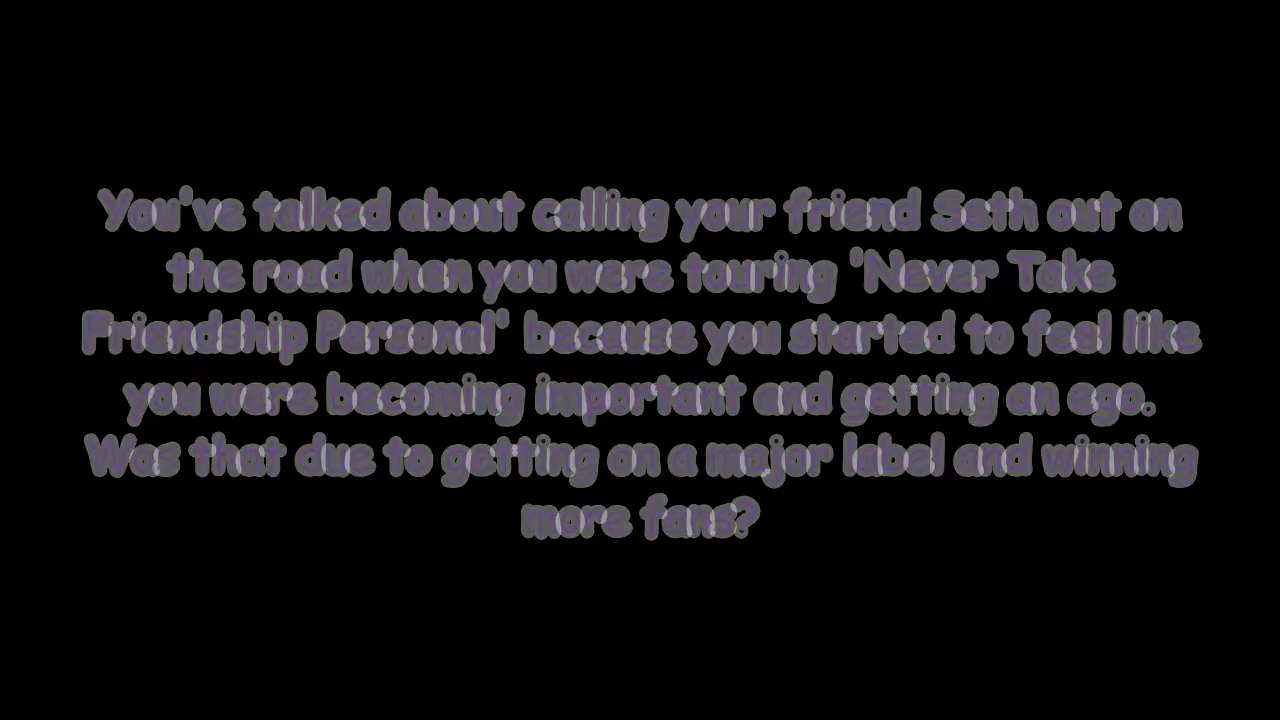 You've talked about calling your friend Seth out on
the road when you were touring 'Never Take
Friendship Personal' because you started to feel like
you were becoming important and getting an ego.
Was that due to getting on a major label and winning
more fans?